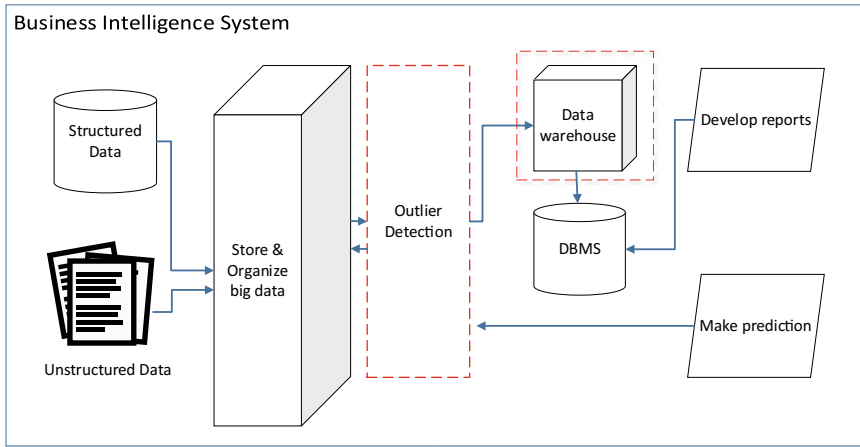 Business Intelligence System
Structured
Data
Unstructured Data
Store &
Organize
big data
Outlier
Detection
Data
warehouse
DBMS
Develop reports
Make prediction